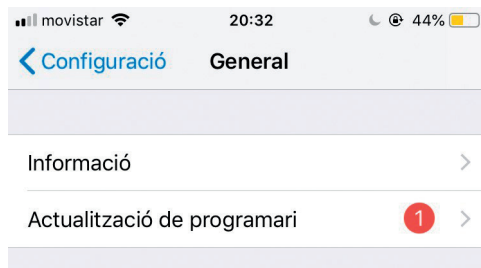 movistar 20:32 44%
Configuració General
Informació
Actualització de programari 1